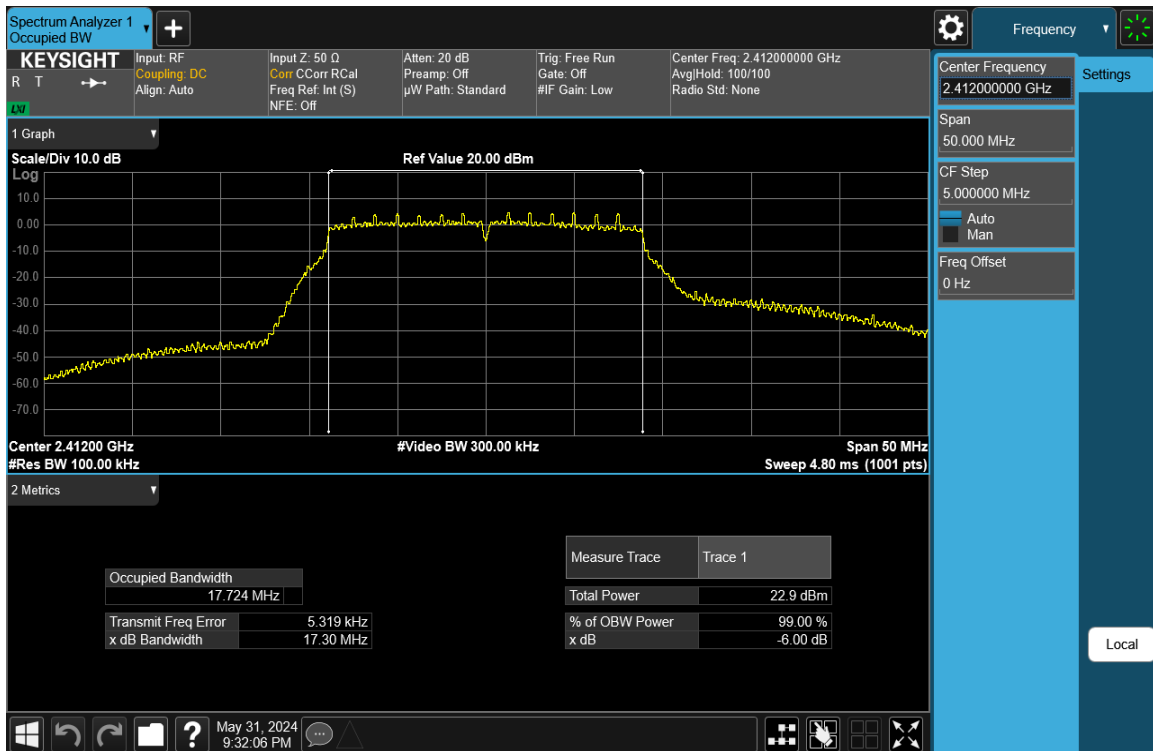 Spectrum Analyzer 1
Occupied BW
+
Frequency
KEYSIGHT
R T
LXI
Input: RF
Coupling: DC
Align: Auto
Input Z: 50 Ω
Corr CCorr RCal
Freq Ref: Int (S)
NFE: Off
Atten: 20 dB
Preamp: Off
µW Path: Standard
Trig: Free Run
Gate: Off
#IF Gain: Low
Center Freq: 2.412000000 GHz
Avg|Hold: 100/100
Radio Std: None
Center Frequency
2.412000000 GHz
Settings
Span
50.000 MHz
CF Step
5.000000 MHz
Auto
Man
Freq Offset
0 Hz
Local
1 Graph
Scale/Div 10.0 dB
Ref Value 20.00 dBm
Log
10.0
0.00
-10.0
-20.0
-30.0
-40.0
-50.0
-60.0
-70.0
Center 2.41200 GHz
#Video BW 300.00 kHz
Span 50 MHz
#Res BW 100.00 kHz
Sweep 4.80 ms (1001 pts)
2 Metrics
Occupied Bandwidth
17.724 MHz
Transmit Freq Error 5.319 kHz
x dB Bandwidth 17.30 MHz
Measure Trace Trace 1
Total Power 22.9 dBm
% of OBW Power 99.00 %
x dB -6.00 dB
?
May 31, 2024
9:32:06 PM